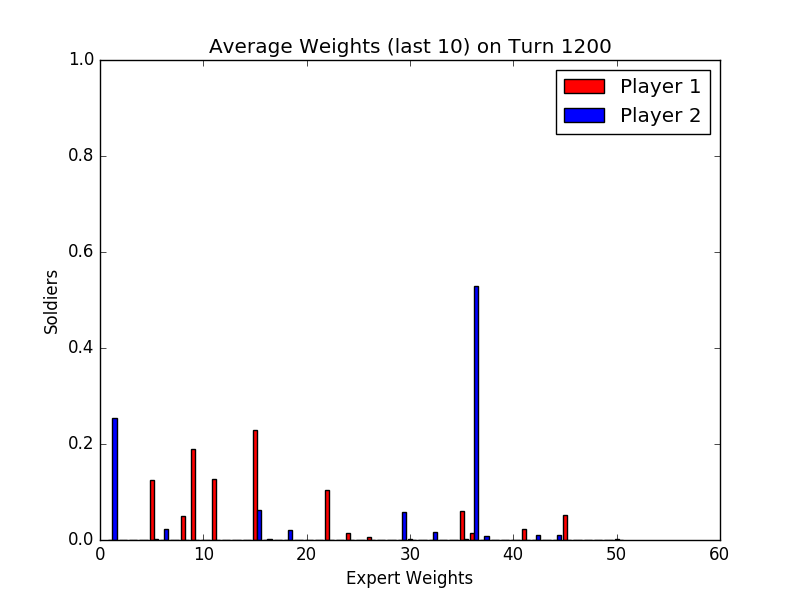 Average Weights (last 10) on Turn 1200
1.0
0.8
0.6
0.4
0.2
0.0
Soldiers
Player 1
Player 2
0 10 20 30 40 50 60
Expert Weights